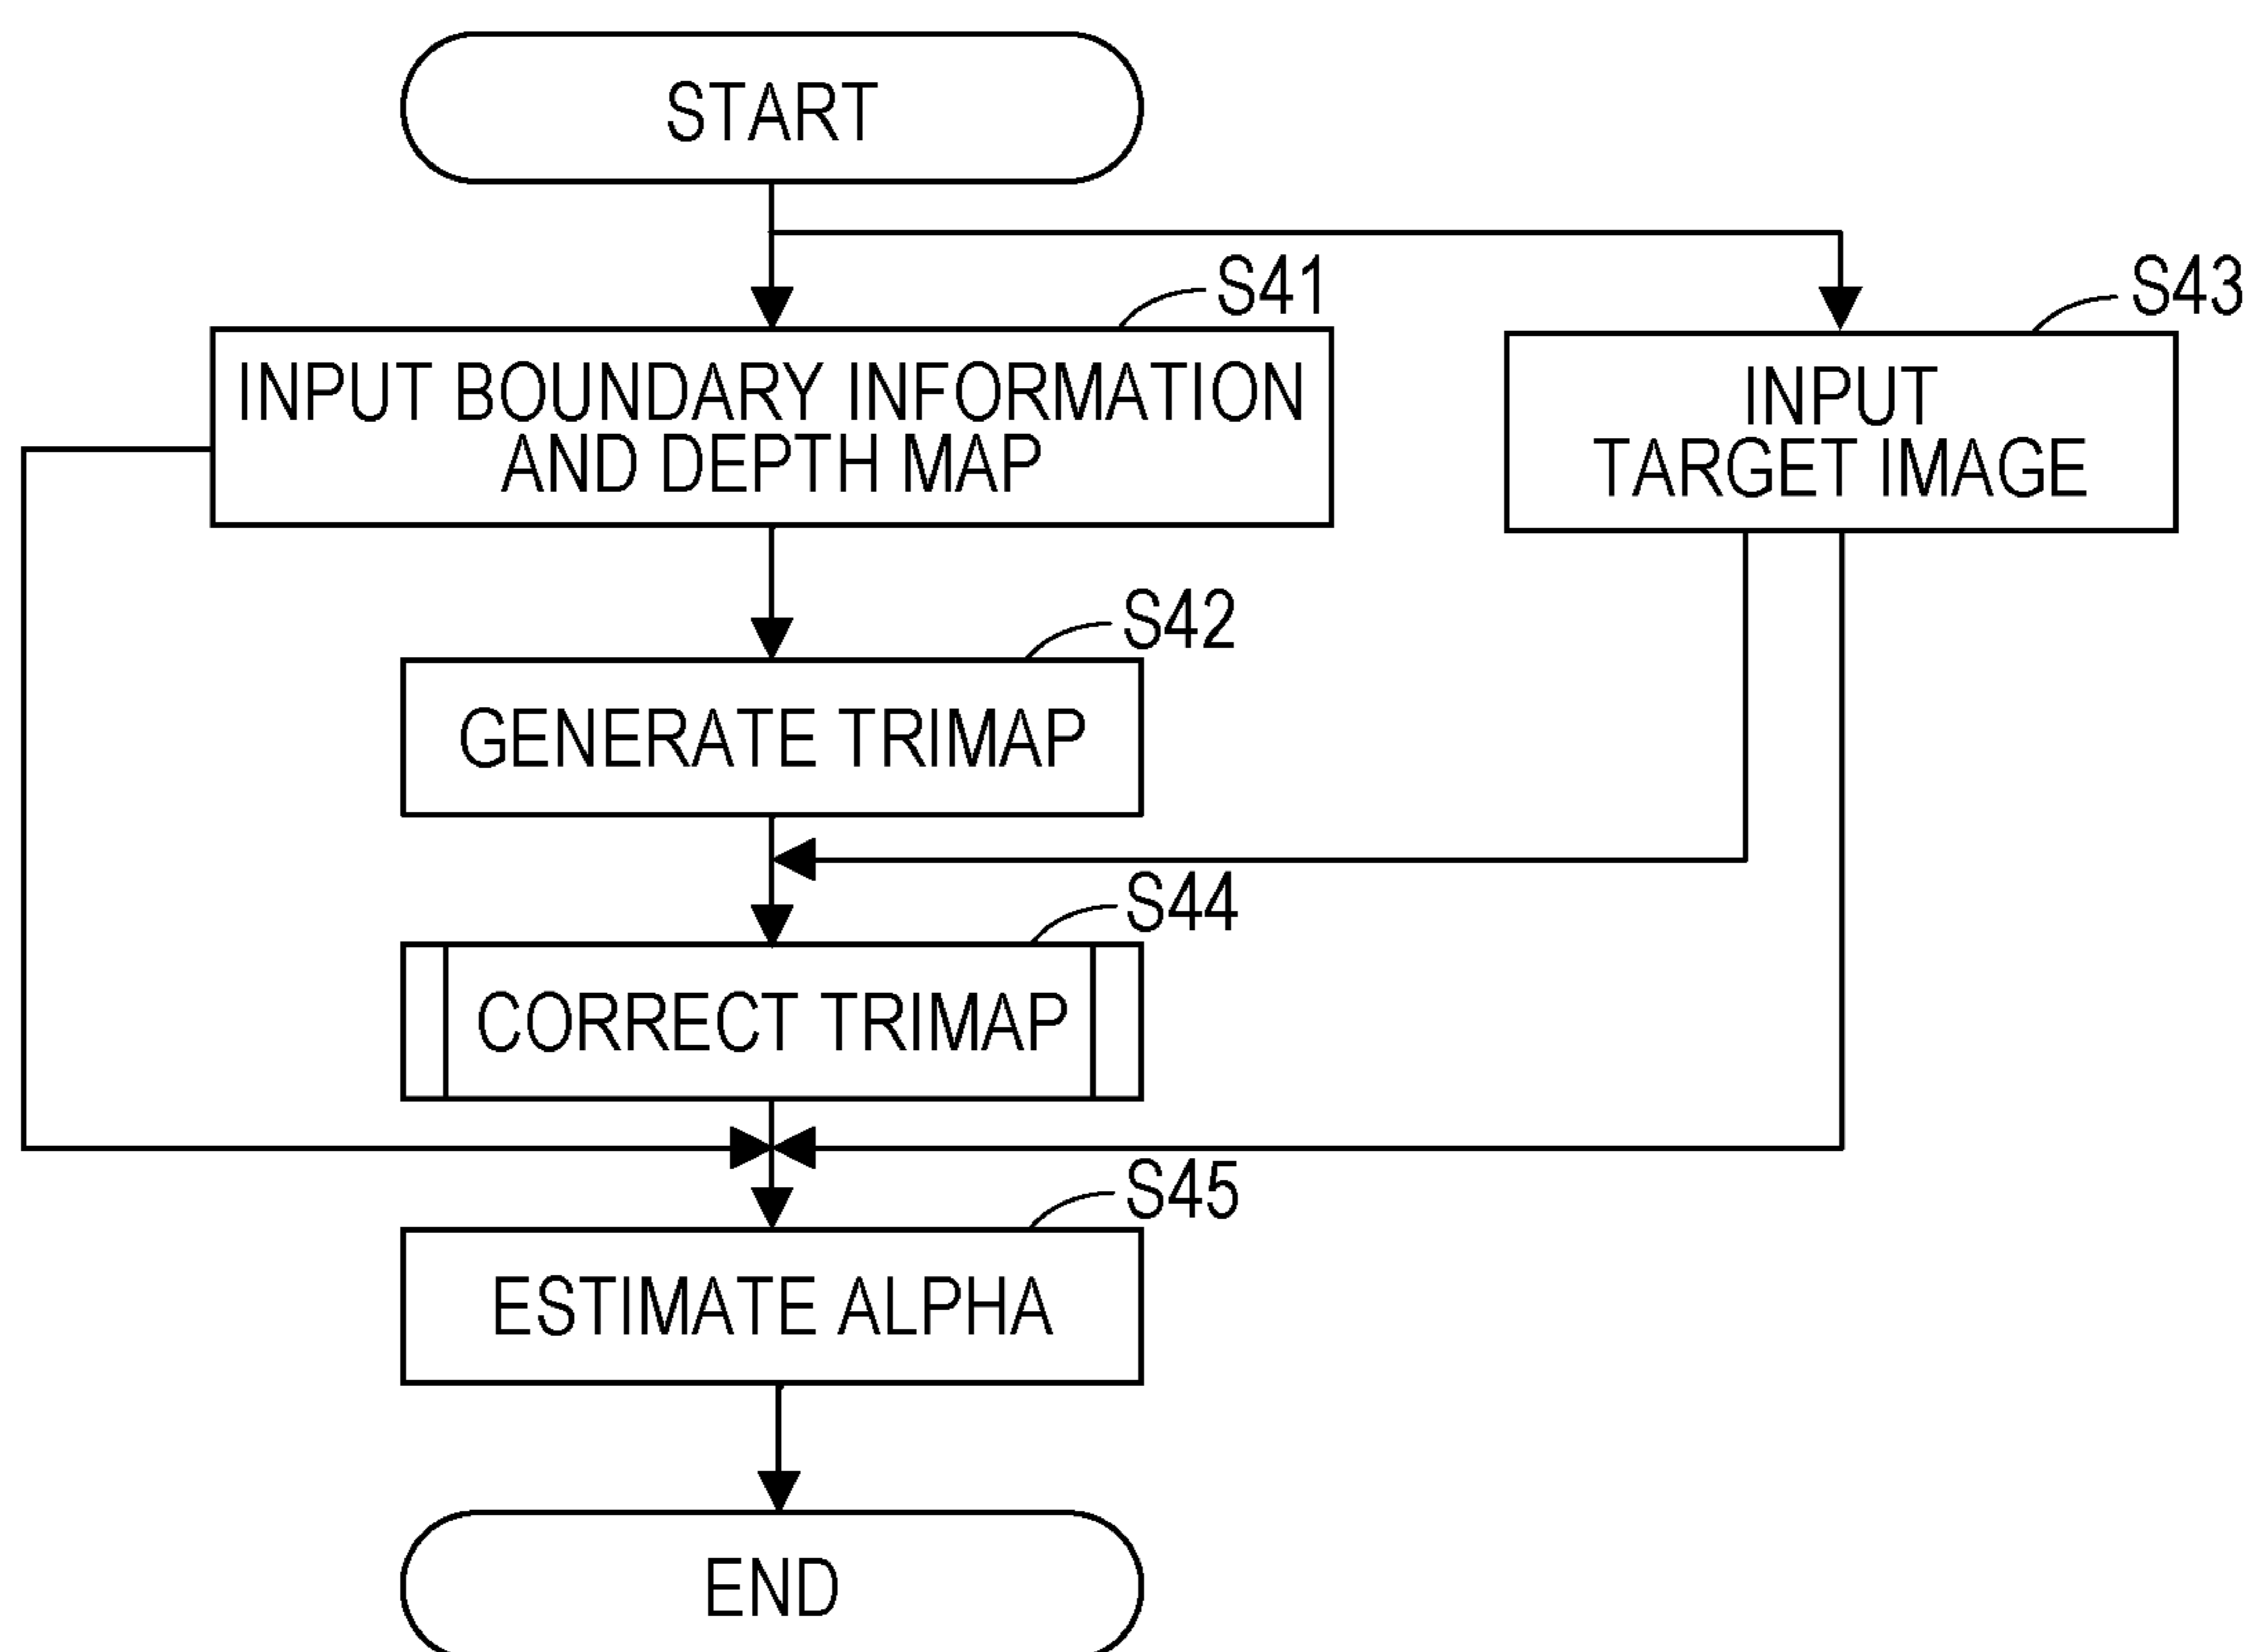 START
S41
INPUT BOUNDARY INFORMATION
AND DEPTH MAP
S43
INPUT
TARGET IMAGE
S42
GENERATE TRIMAP
S44
CORRECT TRIMAP
S45
ESTIMATE ALPHA
END